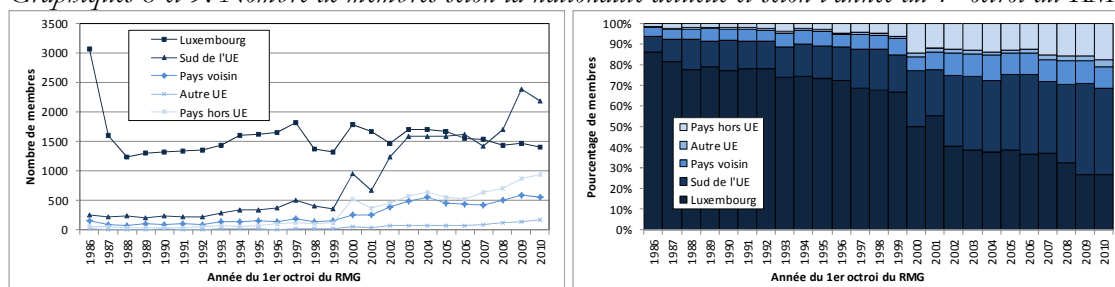 Graphiques 8 et 9: Nombre de membres selon la nationalité actuelle et selon l'année du 1er octroi du RMG
Nombre de membres
3500
3000
2500
2000
1500
1000
500
0
Luxembourg
Sud de l'UE
Pays voisin
Autre UE
Pays hors UE
1986 1987 1988 1989 1990 1991 1992 1993 1994 1995 1996 1997 1998 1999 2000 2001 2002 2003 2004 2005 2006 2007 2008 2009 2010
Année du 1er octroi du RMG
Pourcentage de membres
100%
90%
80%
70%
60%
50%
40%
30%
20%
10%
0%
Pays hors UE
Autre UE
Pays voisin
Sud de l'UE
Luxembourg
1986 1987 1988 1989 1990 1991 1992 1993 1994 1995 1996 1997 1998 1999 2000 2001 2002 2003 2004 2005 2006 2007 2008 2009 2010
Année du 1er octroi du RMG